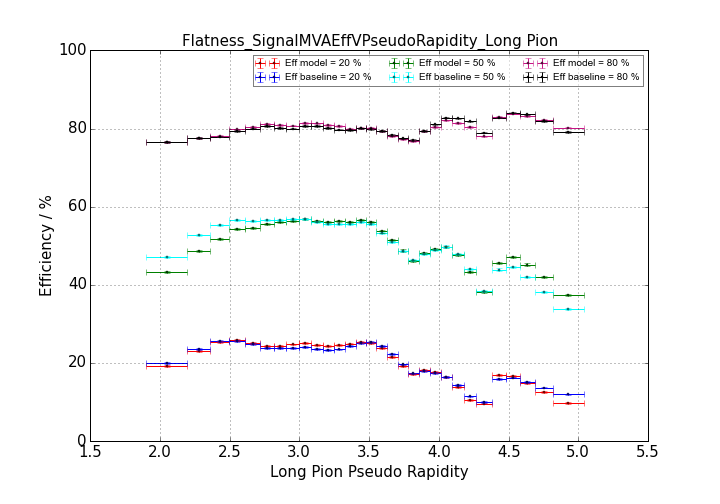 Flatness_SignalMVAEffVPseudoRapidity_Long Pion
Eff model = 20 % Eff model = 50 % Eff model = 80 %
Eff baseline = 20 % Eff baseline = 50 % Eff baseline = 80 %
100
80
60
40
20
0
Efficiency / %
1.5 2.0 2.5 3.0 3.5 4.0 4.5 5.0 5.5
Long Pion Pseudo Rapidity